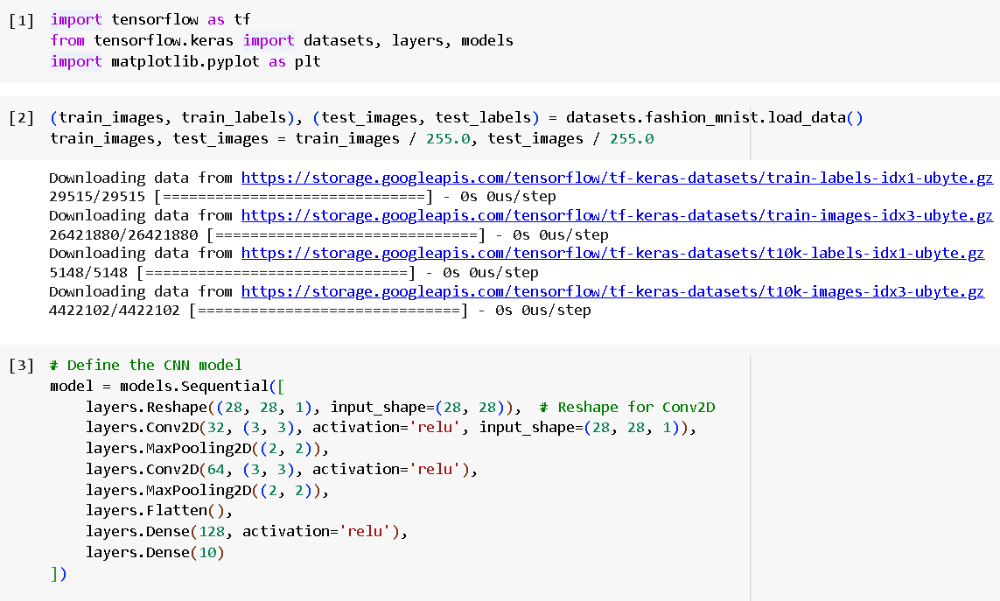 [1] import tensorflow as tf
from tensorflow.keras import datasets, layers, models
import matplotlib.pyplot as plt
[2] (train_images, train_labels), (test_images, test_labels) = datasets.fashion_mnist.load_data()
train_images, test_images = train_images / 255.0, test_images / 255.0
Downloading data from https://storage.googleapis.com/tensorflow/tf-keras-datasets/train-labels-idx1-ubyte.gz
29515/29515 [==============================] - 0s 0us/step
Downloading data from https://storage.googleapis.com/tensorflow/tf-keras-datasets/train-images-idx3-ubyte.gz
26421880/26421880 [==============================] - 0s 0us/step
Downloading data from https://storage.googleapis.com/tensorflow/tf-keras-datasets/t10k-labels-idx1-ubyte.gz
5148/5148 [==============================] - 0s 0us/step
Downloading data from https://storage.googleapis.com/tensorflow/tf-keras-datasets/t10k-images-idx3-ubyte.gz
4422102/4422102 [==============================] - 0s 0us/step
[3] # Define the CNN model
model = models.Sequential([
    layers.Reshape((28, 28, 1), input_shape=(28, 28)),  # Reshape for Conv2D
    layers.Conv2D(32, (3, 3), activation='relu', input_shape=(28, 28, 1)),
    layers.MaxPooling2D((2, 2)),
    layers.Conv2D(64, (3, 3), activation='relu'),
    layers.MaxPooling2D((2, 2)),
    layers.Flatten(),
    layers.Dense(128, activation='relu'),
    layers.Dense(10)
])